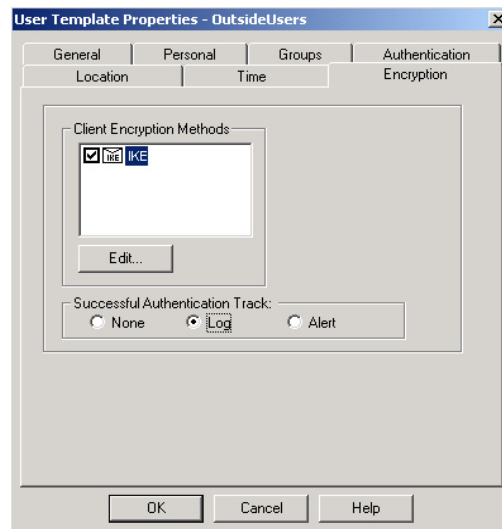 User Template Properties - OutsideUsers
General Personal Groups Authentication
Location Time Encryption
Client Encryption Methods
IKE IKE
Edit...
Successful Authentication Track:
None Log Alert
OK Cancel Help